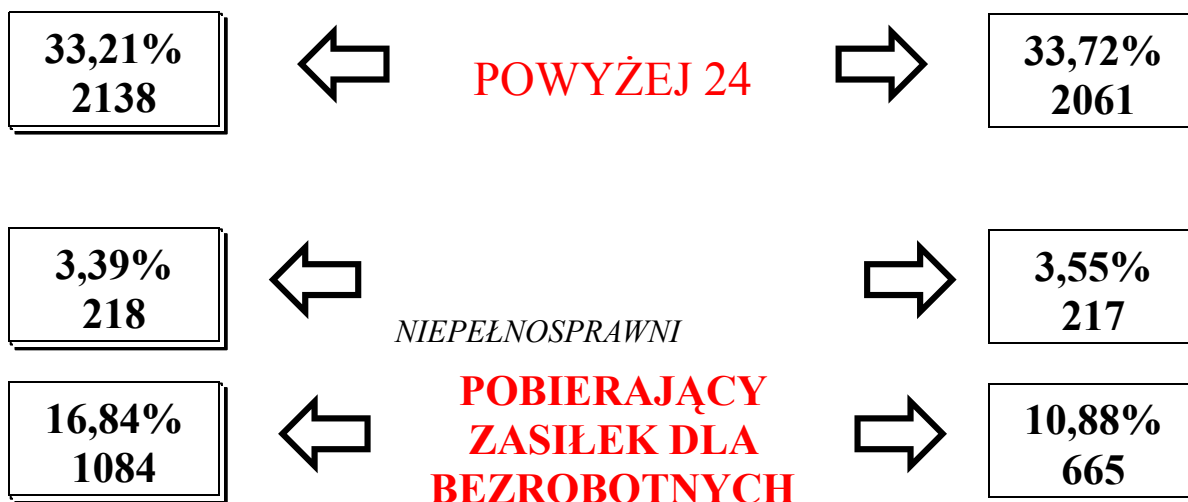 33,21%
2138
POWYŻEJ 24
33,72%
2061
3,39%
218
NIEPEŁNOSPRAWNI
3,55%
217
16,84%
1084
POBIERAJĄCY
ZASIŁEK DLA
BEZROBOTNYCH
10,88%
665